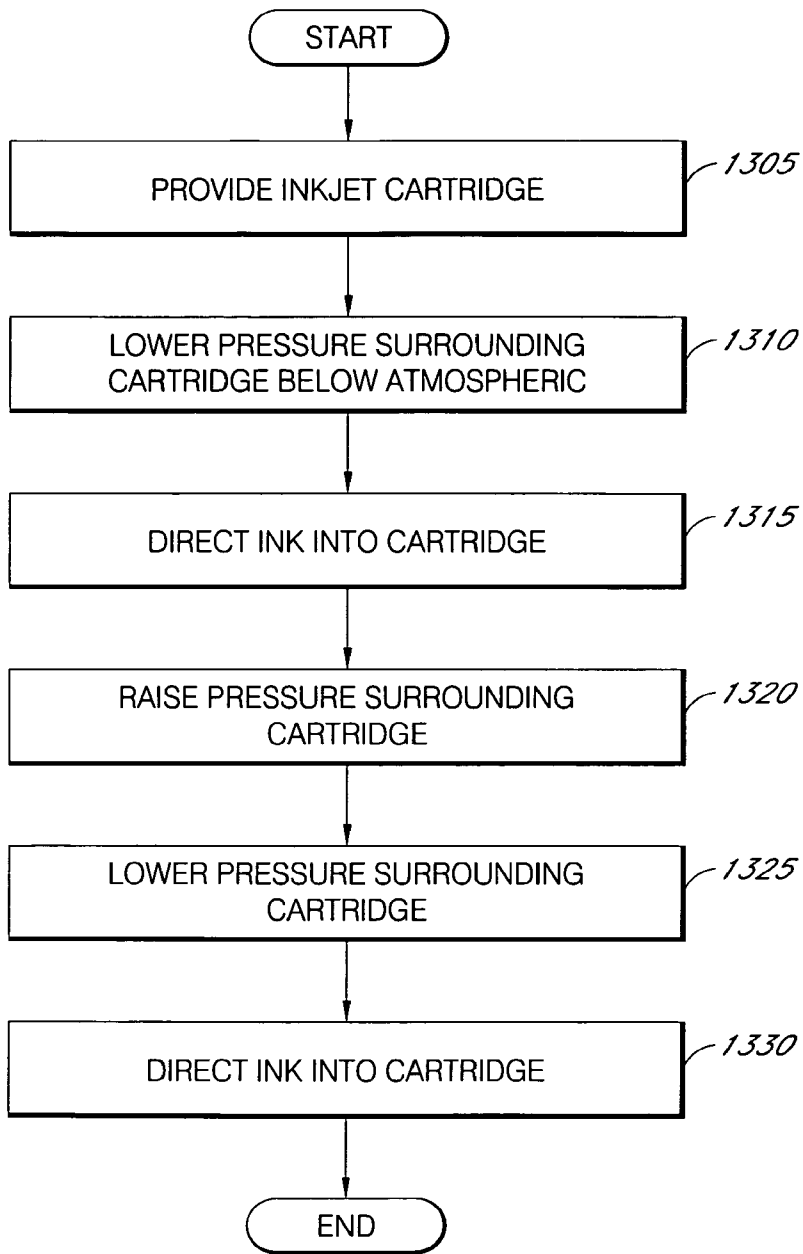 START
PROVIDE INKJET CARTRIDGE
1305
LOWER PRESSURE SURROUNDING
CARTRIDGE BELOW ATMOSPHERIC
1310
DIRECT INK INTO CARTRIDGE
1315
RAISE PRESSURE SURROUNDING
CARTRIDGE
1320
LOWER PRESSURE SURROUNDING
CARTRIDGE
1325
DIRECT INK INTO CARTRIDGE
1330
END